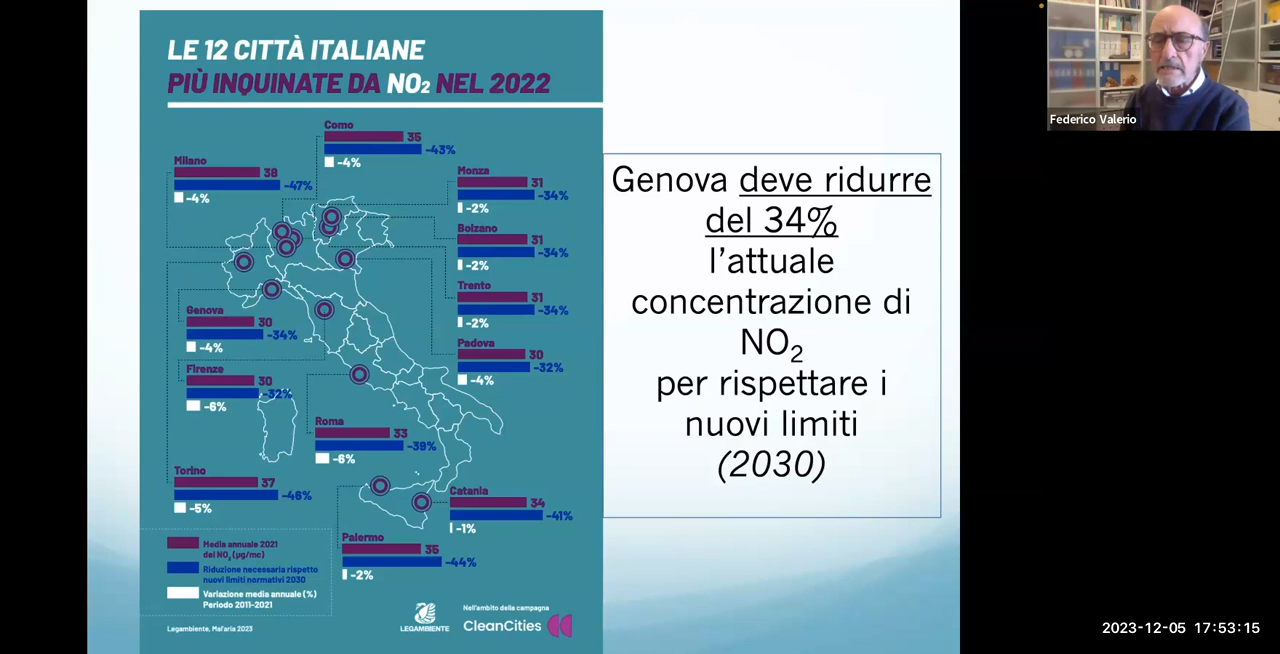 LE 12 CITTÀ ITALIANE
PIÙ INQUINATE DA NO₂ NEL 2022
Como
35
-43%
-4%
Milano
38
-47%
-4%
Monza
31
-34%
-2%
Bolzano
31
-34%
-2%
Trento
31
-34%
-2%
Genova
30
-34%
-4%
Padova
30
-32%
-4%
Firenze
30
-32%
-6%
Roma
33
-39%
-6%
Torino
37
-46%
-5%
Catania
34
-41%
-1%
Palermo
35
-44%
-2%
Media annuale 2021
del NO₂ (µg/mc)
Riduzione necessaria rispetto
nuovi limiti normativi 2030
Variazione media annuale (%)
Periodo 2011-2021
Legambiente, Mal'aria 2023
LEGAMBIENTE
Nell'ambito della campagna
CleanCities
Genova deve ridurre
del 34%
l'attuale
concentrazione di
NO₂
per rispettare i
nuovi limiti
(2030)
Federico Valerio
2023-12-05 17:53:15